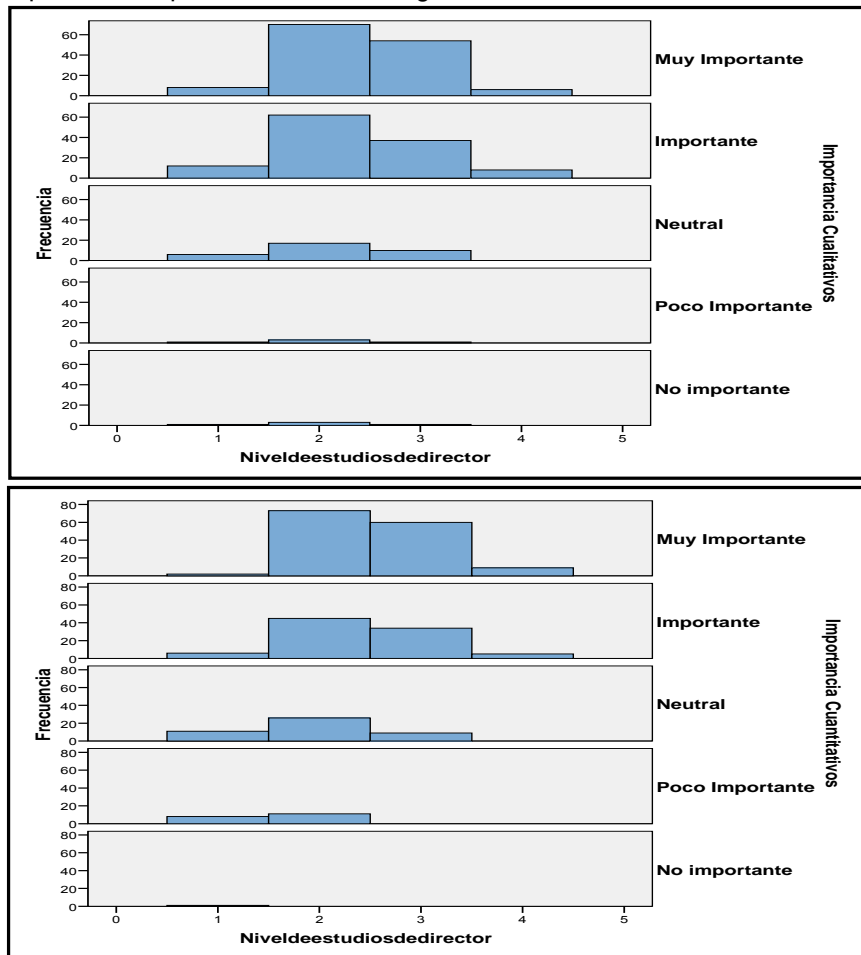 60
40
20
0
Muy Importante
60
40
20
0
Importante
60
40
20
0
Neutral
60
40
20
0
Poco Importante
60
40
20
0
No importante
Frecuencia
Importancia Cualitativos
0 1 2 3 4 5
Niveldeestudiosdedirector
80
60
40
20
0
Muy Importante
80
60
40
20
0
Importante
80
60
40
20
0
Neutral
80
60
40
20
0
Poco Importante
80
60
40
20
0
No importante
Frecuencia
Importancia Cuantitativos
0 1 2 3 4 5
Niveldeestudiosdedirector